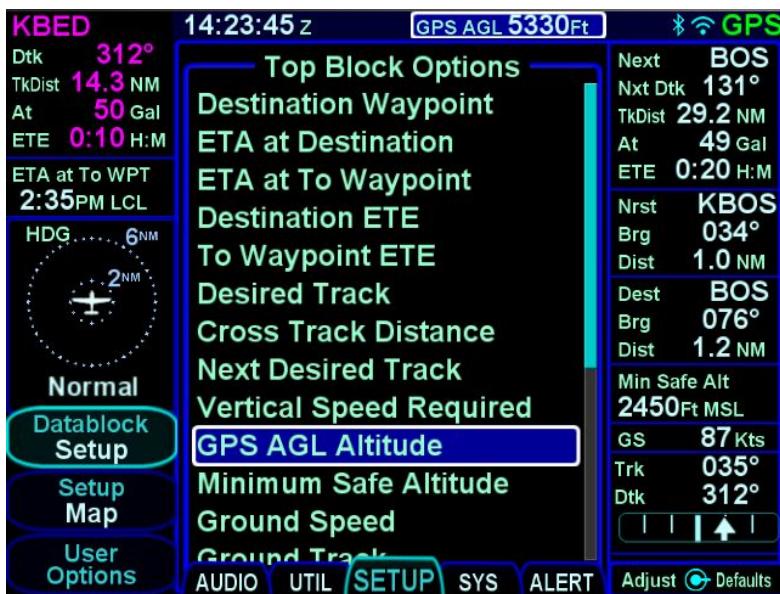 KBED 14:23:45 Z GPS AGL 5330Ft GPS
Dtk 312°
TkDist 14.3 NM
At 50 Gal
ETE 0:10 H:M
ETA at To WPT
2:35PM LCL
HDG 6NM
2NM
Normal
Datablock
Setup
Setup
Map
User
Options
Top Block Options
Destination Waypoint
ETA at Destination
ETA at To Waypoint
Destination ETE
To Waypoint ETE
Desired Track
Cross Track Distance
Next Desired Track
Vertical Speed Required
GPS AGL Altitude
Minimum Safe Altitude
Ground Speed
Ground Track
AUDIO UTIL SETUP SYS ALERT
Next BOS
Nxt Dtk 131°
TkDist 29.2 NM
At 49 Gal
ETE 0:20 H:M
Nrst KBOS
Brg 034°
Dist 1.0 NM
Dest BOS
Brg 076°
Dist 1.2 NM
Min Safe Alt
2450Ft MSL
GS 87Kts
Trk 035°
Dtk 312°
Adjust Defaults